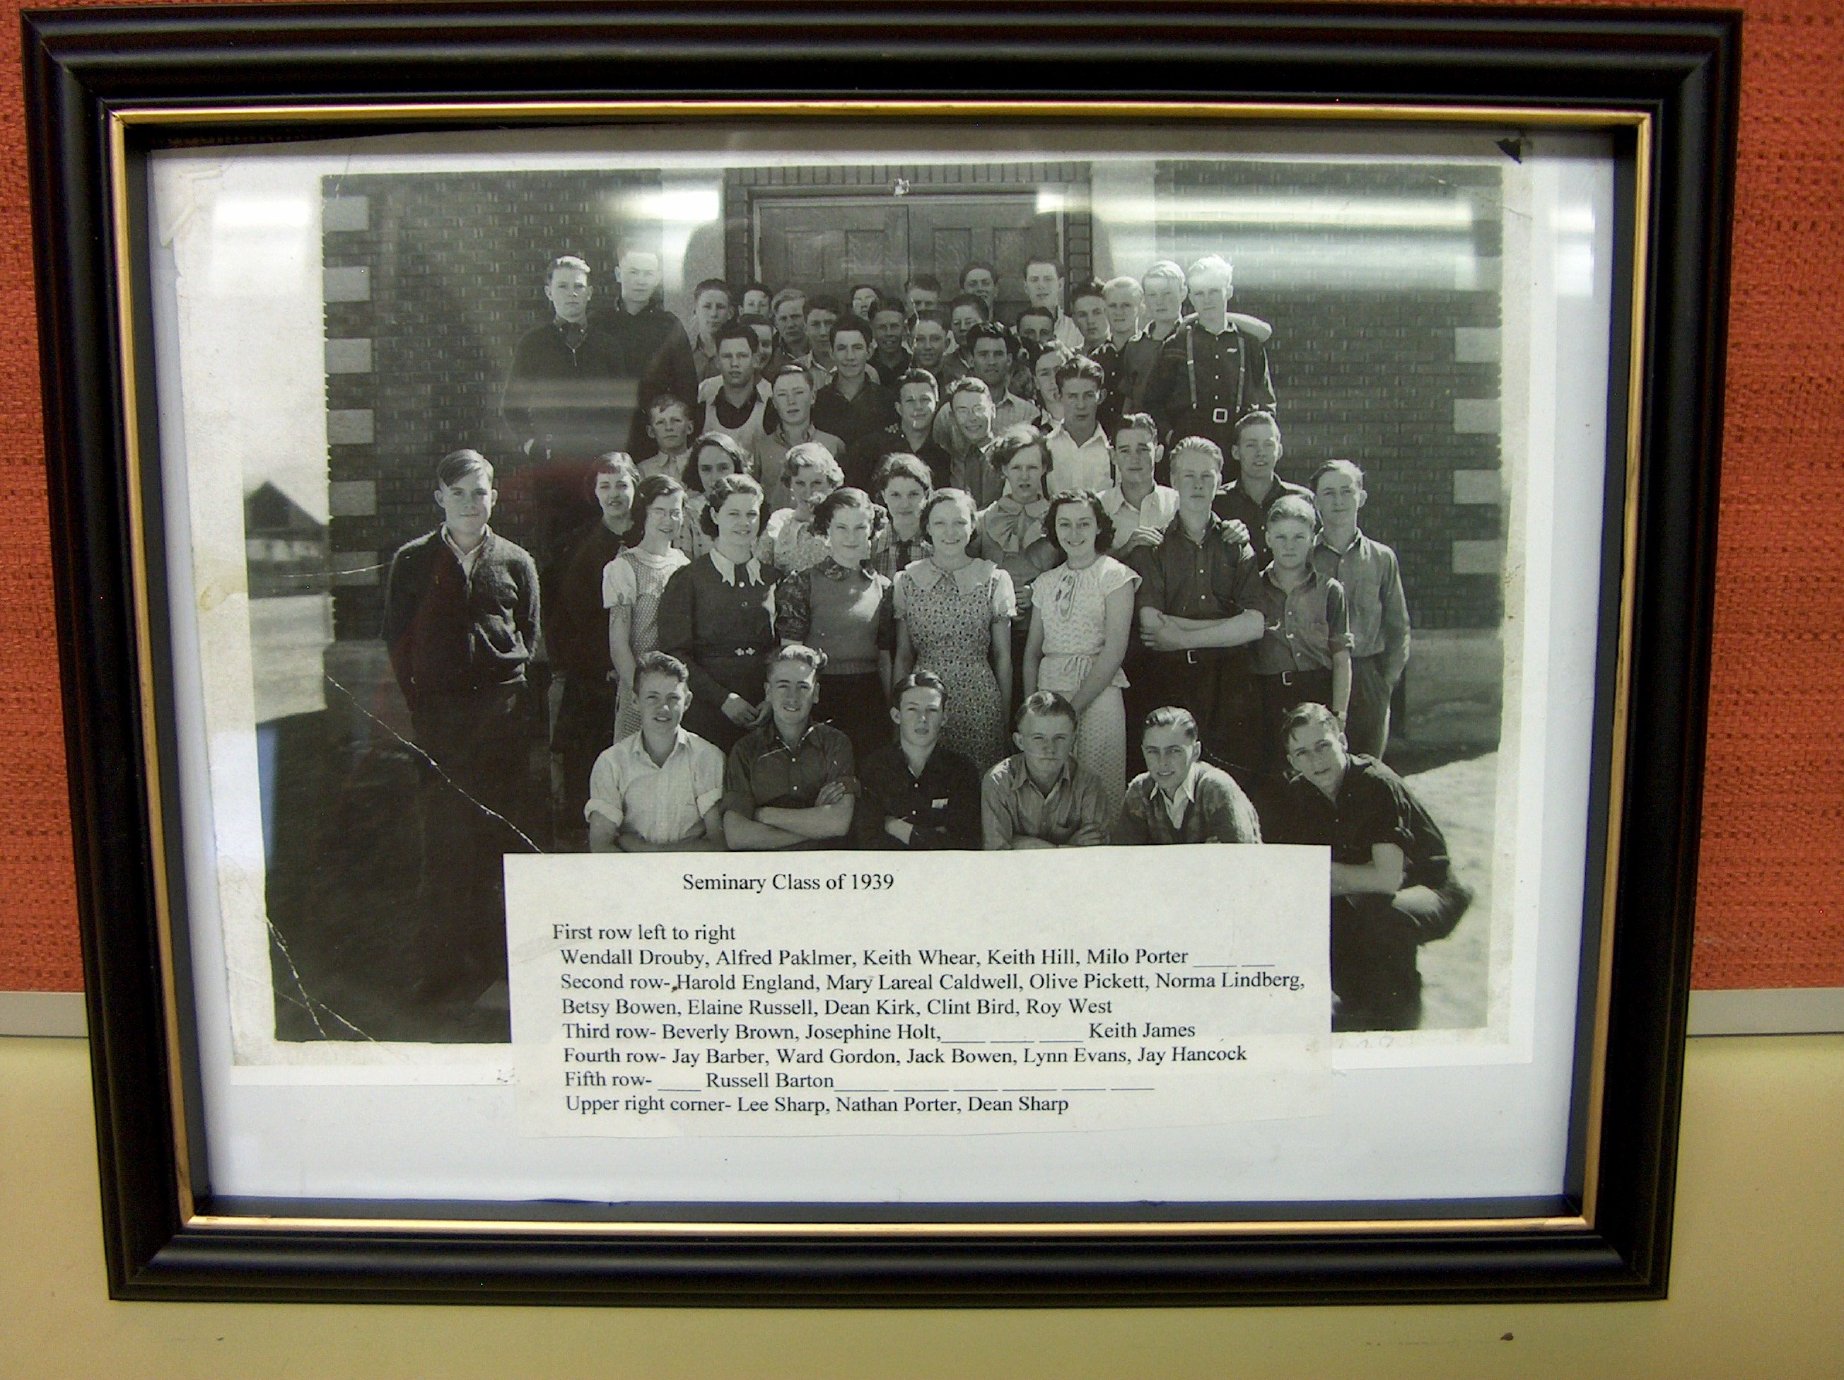 Seminary Class of 1939
First row left to right
Wendall Drouby, Alfred Paklmer, Keith Whear, Keith Hill, Milo Porter ____ ___
Second row- Harold England, Mary Lareal Caldwell, Olive Pickett, Norma Lindberg,
Betsy Bowen, Elaine Russell, Dean Kirk, Clint Bird, Roy West
Third row- Beverly Brown, Josephine Holt,____ ____ ____ Keith James
Fourth row- Jay Barber, Ward Gordon, Jack Bowen, Lynn Evans, Jay Hancock
Fifth row- ____ Russell Barton_____ _____ ____ ____ ____ ____
Upper right corner- Lee Sharp, Nathan Porter, Dean Sharp